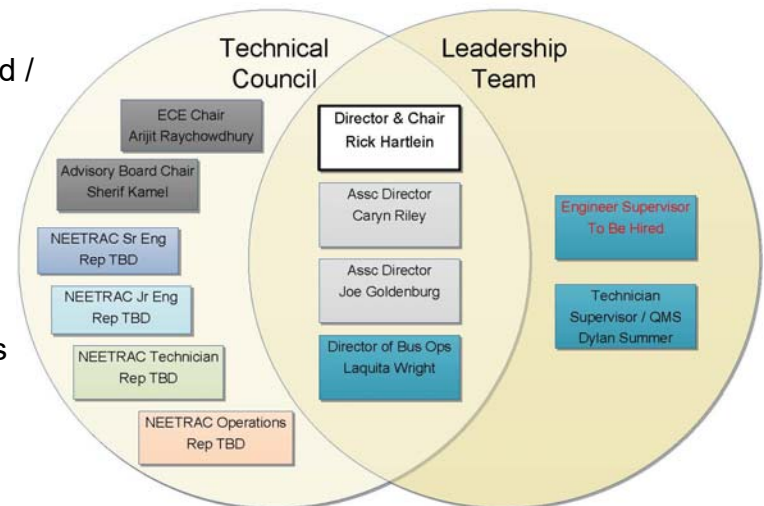 d /
s
Technical
Council
Leadership
Team
ECE Chair
Arijit Raychowdhury
Advisory Board Chair
Sherif Kamel
NEETRAC Sr Eng
Rep TBD
NEETRAC Jr Eng
Rep TBD
NEETRAC Technician
Rep TBD
NEETRAC Operations
Rep TBD
Director & Chair
Rick Hartlein
Assc Director
Caryn Riley
Assc Director
Joe Goldenburg
Director of Bus Ops
Laquita Wright
Engineer Supervisor
To Be Hired
Technician
Supervisor / QMS
Dylan Summer